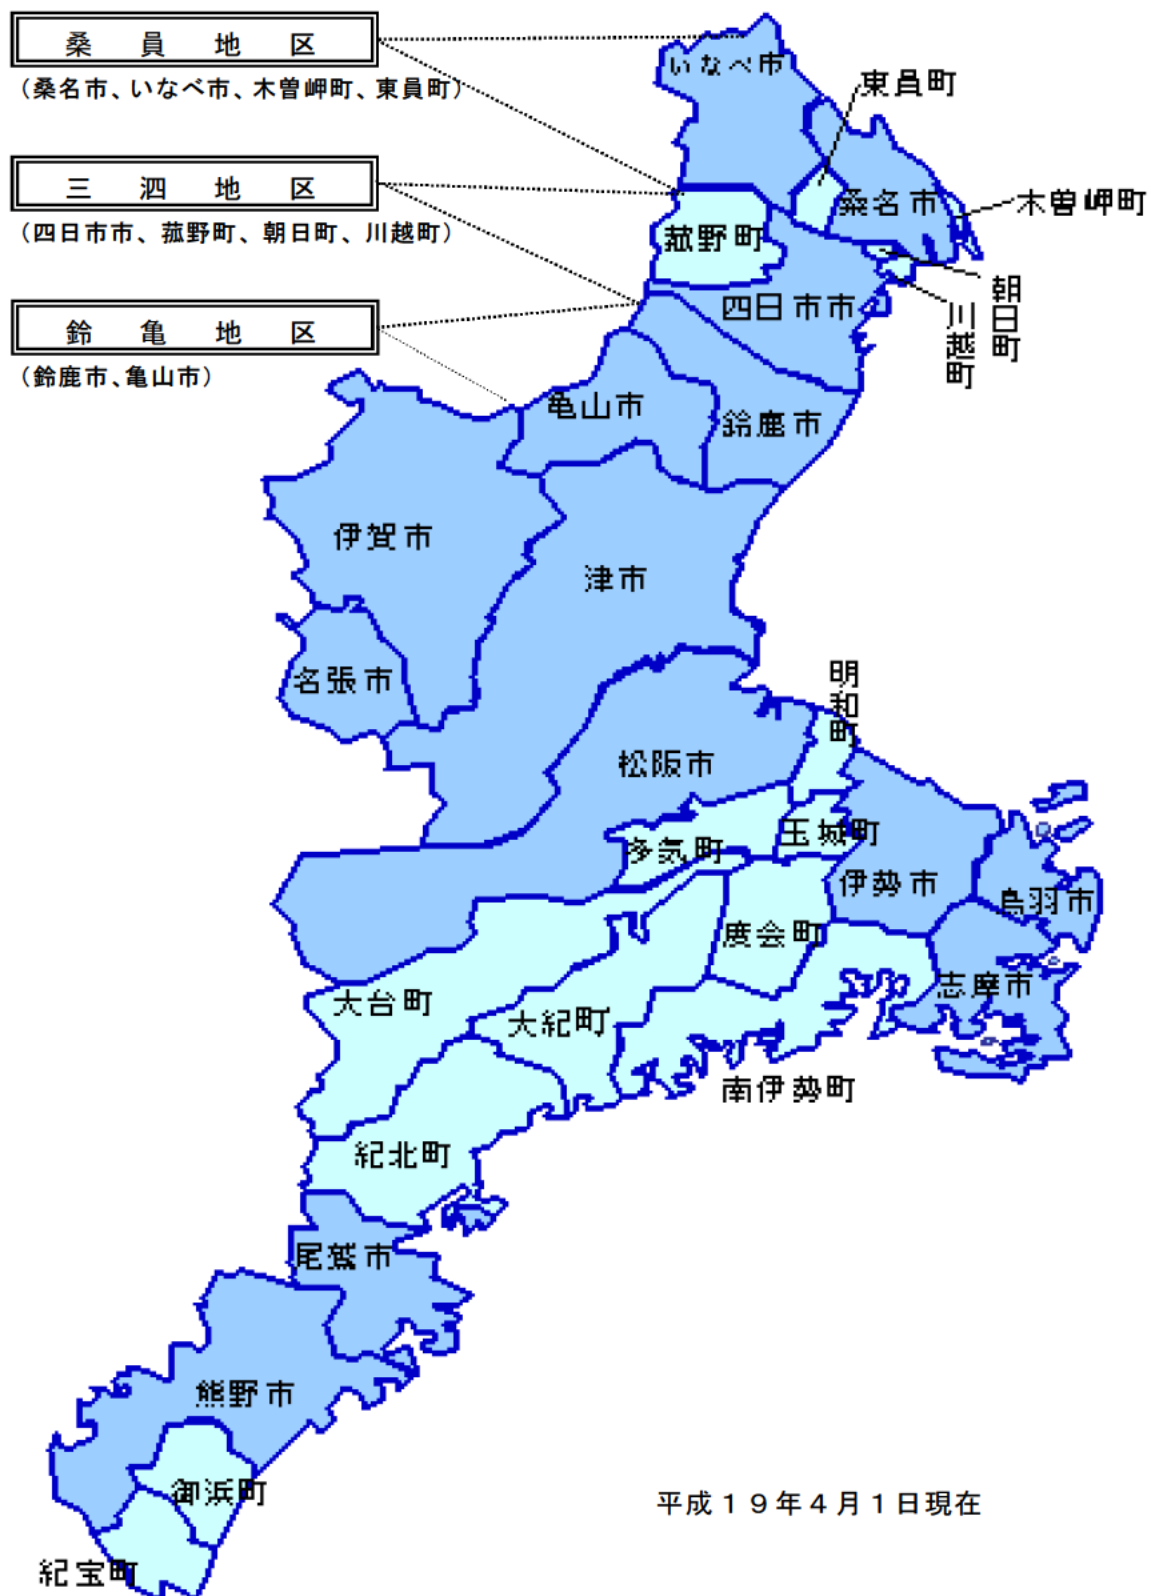 桑員地区
(桑名市、いなべ市、木曽岬町、東員町)
三泗地区
(四日市市、菰野町、朝日町、川越町)
鈴亀地区
(鈴鹿市、亀山市)
いなべ市
東員町
桑名市
木曽岬町
菰野町
朝日町
川越町
四日市市
亀山市
鈴鹿市
伊賀市
津市
名張市
明和町
松阪市
玉城町
多気町
伊勢市
鳥羽市
度会町
志摩市
大台町
大紀町
南伊勢町
紀北町
尾鷲市
熊野市
御浜町
紀宝町
平成19年4月1日現在